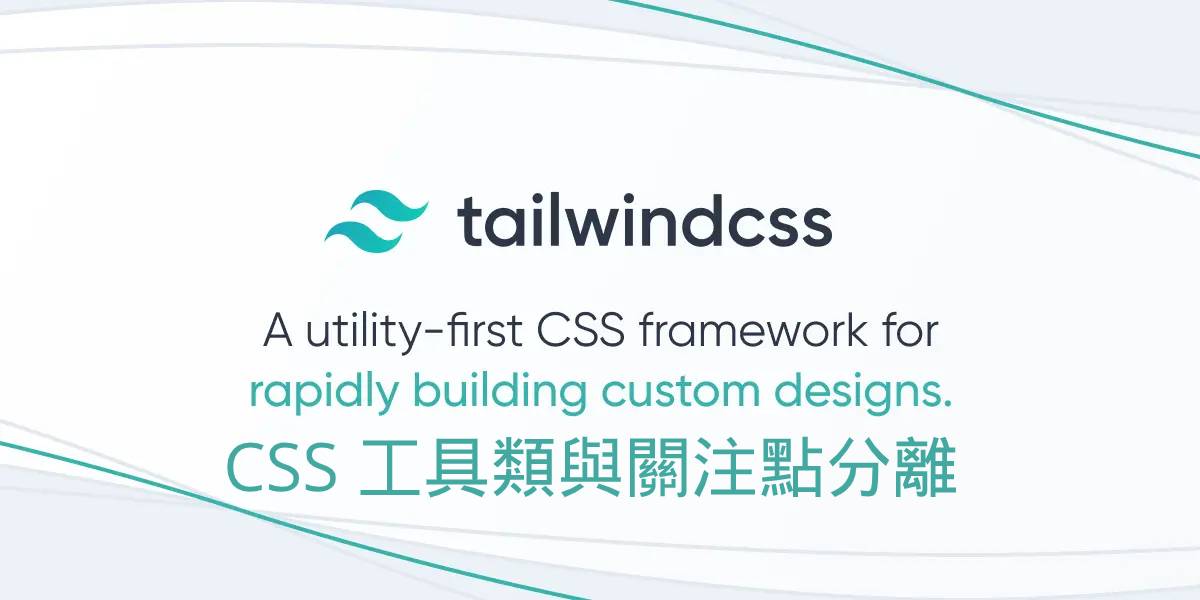 tailwindcss
A utility-first CSS framework for
rapidly building custom designs.
CSS 工具類與關注點分離